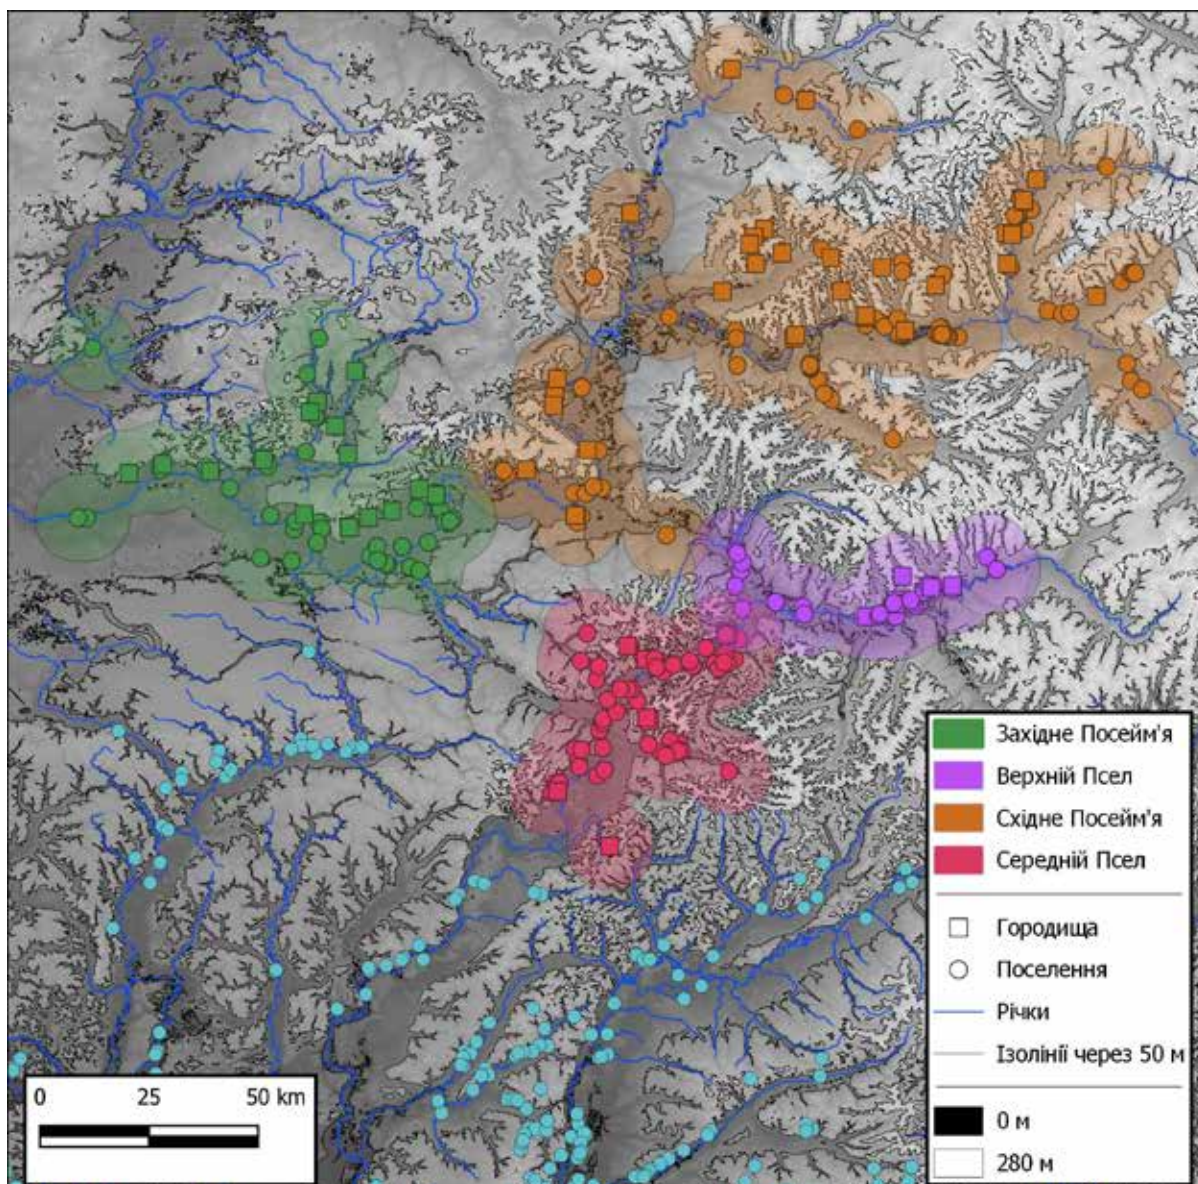 Західне Посейм'я
Верхній Псел
Східне Посейм'я
Середній Псел
Городища
Поселення
Річки
Ізолінії через 50 м
0 м
280 м
0 25 50 km